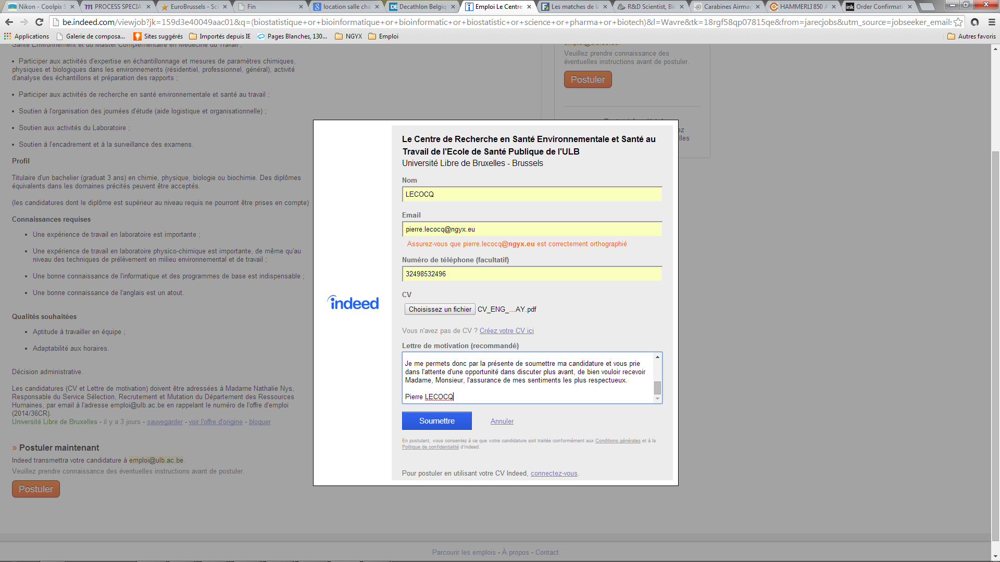 Nikon - Coolpix S
PROCESS SPECIA
EuroBrussels - Sci
Fin
location salle cha
Decathlon Belgiq
Emploi Le Centre
Les matches de la
R&D Scientist, Bi
Carabines Airmag
HAMMERLI 850 A
Order Confirmati
be.indeed.com/viewjob?jk=159d3e40049aac01&q=(biostatistique+or+bioinformatique+or+bioinformatic+or+biostatistic+or+science+or+pharma+or+biotech)&l=Wavre&tk=18rgf58qp07815qe&from=jarecjobs&utm_source=jobseeker_emails
Applications
Galerie de composa...
Sites suggérés
Importés depuis IE
Pages Blanches, 130...
NGYX
Emploi
Autres favoris
Santé Environnement et du Master Complémentaire en Médecine du Travail ;
• Participer aux activités d'expertise en échantillonnage et mesures de paramètres chimiques,
physiques et biologiques dans les environnements (résidentiel, professionnel, général), activité
d'analyse des échantillons et préparation des rapports ;
• Participer aux activités de recherche en santé environnementale et santé au travail ;
• Soutien à l'organisation des journées d'étude (aide logistique et organisationnelle) ;
• Soutien aux activités du Laboratoire ;
• Soutien à l'encadrement et à la surveillance des examens.
Profil
Titulaire d'un bachelier (graduat 3 ans) en chimie, physique, biologie ou biochimie. Des diplômes
équivalents dans les domaines précités peuvent être acceptés.
(les candidatures dont le diplôme est supérieur au niveau requis ne pourront être prises en compte)
Connaissances requises
• Une expérience de travail en laboratoire est importante ;
• Une expérience de travail en laboratoire physico-chimique est importante, de même qu'au
niveau des techniques de prélèvement en milieu environnemental et de travail ;
• Une bonne connaissance de l'informatique et des programmes de base est indispensable ;
• Une bonne connaissance de l'anglais est un atout.
Qualités souhaitées
• Aptitude à travailler en équipe ;
• Adaptabilité aux horaires.
Décision administrative.
Les candidatures (CV et Lettre de motivation) doivent être adressées à Madame Nathalie Nys,
Responsable du Service Sélection, Recrutement et Mutation du Département des Ressources
Humaines, par email à l'adresse emploi@ulb.ac.be en rappelant le numéro de l'offre d'emploi
(2014/36CR).
Université Libre de Bruxelles - il y a 3 jours - sauvegarder - voir l'offre d'origine - bloquer
» Postuler maintenant
Indeed transmettra votre candidature à emploi@ulb.ac.be.
Veuillez prendre connaissance des éventuelles instructions avant de postuler.
Postuler
Veuillez prendre connaissance des
éventuelles instructions avant de postuler.
Postuler
ez
lles
indeed
Le Centre de Recherche en Santé Environnementale et Santé au
Travail de l'Ecole de Santé Publique de l'ULB
Université Libre de Bruxelles - Brussels
Nom
LECOCQ
Email
pierre.lecocq@ngyx.eu
Assurez-vous que pierre.lecocq@ngyx.eu est correctement orthographié
Numéro de téléphone (facultatif)
32498532496
CV
Choisissez un fichier CV_ENG_...AY.pdf
Vous n'avez pas de CV ? Créez votre CV ici
Lettre de motivation (recommandé)
Je me permets donc par la présente de soumettre ma candidature et vous prie
dans l'attente d'une opportunité dans discuter plus avant, de bien vouloir recevoir
Madame, Monsieur, l'assurance de mes sentiments les plus respectueux.
Pierre LECOCQ
Soumettre
Annuler
En postulant, vous consentez à ce que votre candidature soit traitée conformément aux Conditions générales et à la
Politique de confidentialité d'Indeed.
Pour postuler en utilisant votre CV Indeed, connectez-vous.
Parcourir les emplois - À propos - Contact